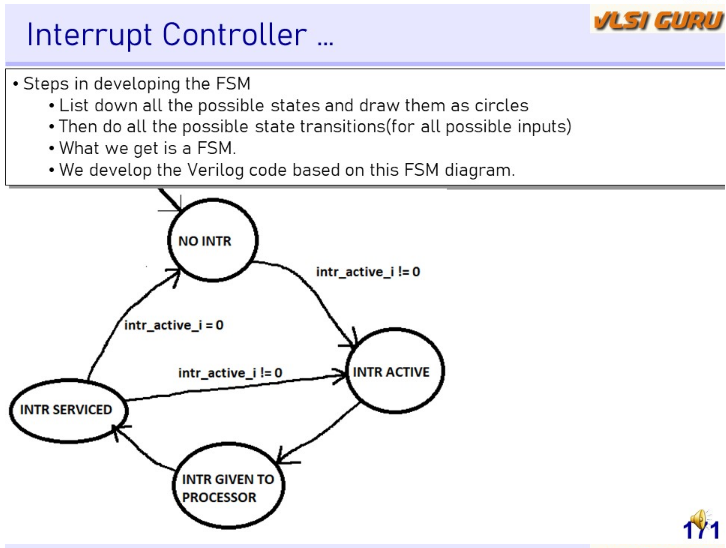 VLSI GURU
Interrupt Controller ...
• Steps in developing the FSM
• List down all the possible states and draw them as circles
• Then do all the possible state transitions(for all possible inputs)
• What we get is a FSM.
• We develop the Verilog code based on this FSM diagram.
NO INTR
intr_active_i != 0
intr_active_i = 0
intr_active_i != 0
INTR ACTIVE
INTR SERVICED
INTR GIVEN TO
PROCESSOR